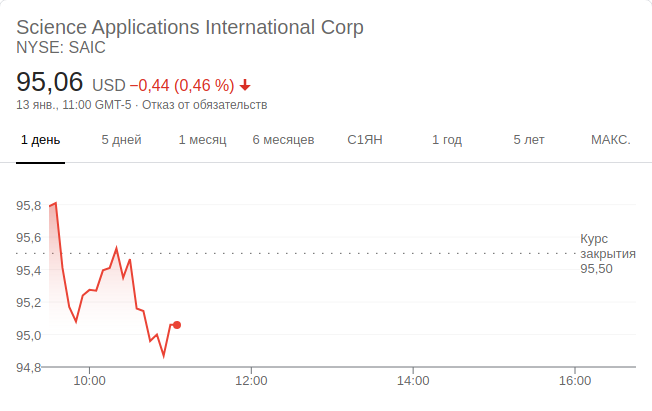 Science Applications International Corp
NYSE: SAIC
95,06 USD −0,44 (0,46 %)
13 янв., 11:00 GMT-5 · Отказ от обязательств
1 день 5 дней 1 месяц 6 месяцев С1ЯН 1 год 5 лет МАКС.
95,8
95,6
Курс
закрытия
95,50
95,4
95,2
95,0
94,8
10:00 12:00 14:00 16:00